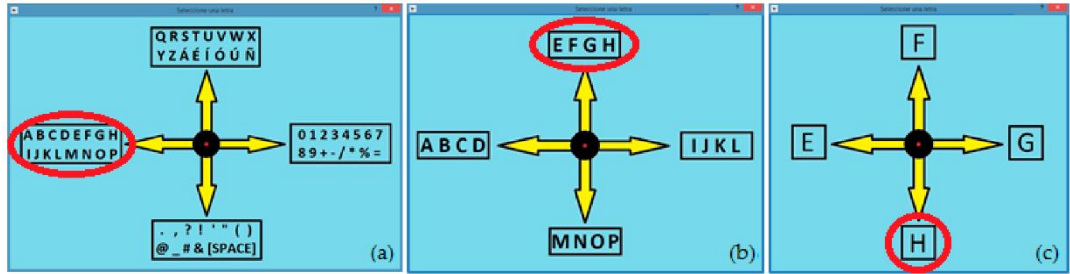 Seleccione una letra
QRSTUVWX
YZÁÉÍÓÚÑ
ABCDEFGH
IJKLMNOP
01234567
89+-/*%=
. , ? ! ' " ( )
@ _ # & [SPACE]
(a)
Seleccione una letra
EFGH
ABCD
IJKL
MNOP
(b)
Seleccione una letra
F
E
G
H
(c)